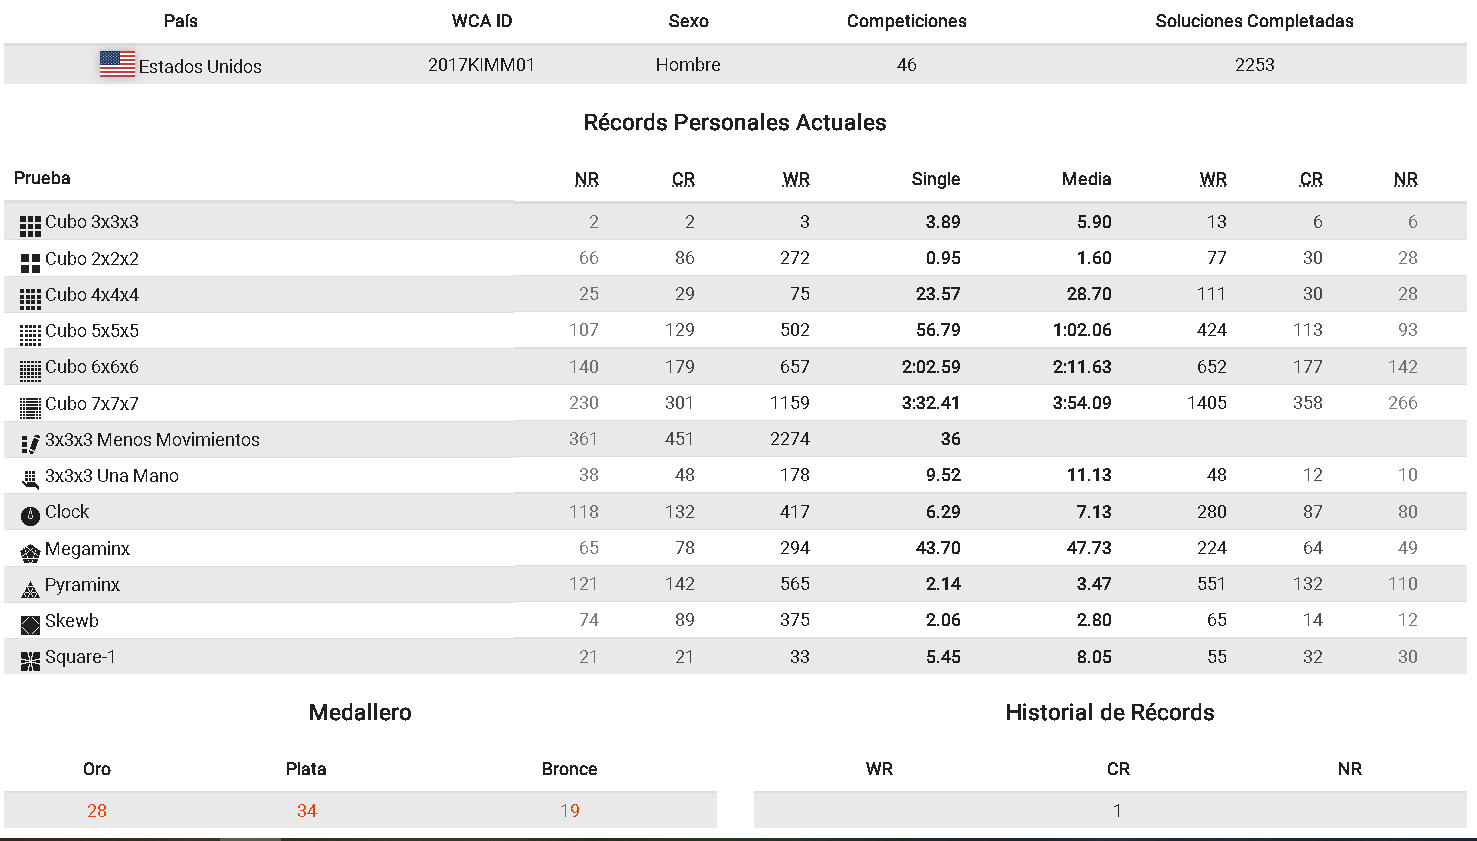 País WCA ID Sexo Competiciones Soluciones Completadas
Estados Unidos 2017KIMM01 Hombre 46 2253
Récords Personales Actuales
Prueba NR CR WR Single Media WR CR NR
Cubo 3x3x3 2 2 3 3.89 5.90 13 6 6
Cubo 2x2x2 66 86 272 0.95 1.60 77 30 28
Cubo 4x4x4 25 29 75 23.57 28.70 111 30 28
Cubo 5x5x5 107 129 502 56.79 1:02.06 424 113 93
Cubo 6x6x6 140 179 657 2:02.59 2:11.63 652 177 142
Cubo 7x7x7 230 301 1159 3:32.41 3:54.09 1405 358 266
3x3x3 Menos Movimientos 361 451 2274 36
3x3x3 Una Mano 38 48 178 9.52 11.13 48 12 10
Clock 118 132 417 6.29 7.13 280 87 80
Megaminx 65 78 294 43.70 47.73 224 64 49
Pyraminx 121 142 565 2.14 3.47 551 132 110
Skewb 74 89 375 2.06 2.80 65 14 12
Square-1 21 21 33 5.45 8.05 55 32 30
Medallero Historial de Récords
Oro Plata Bronce WR CR NR
28 34 19 1